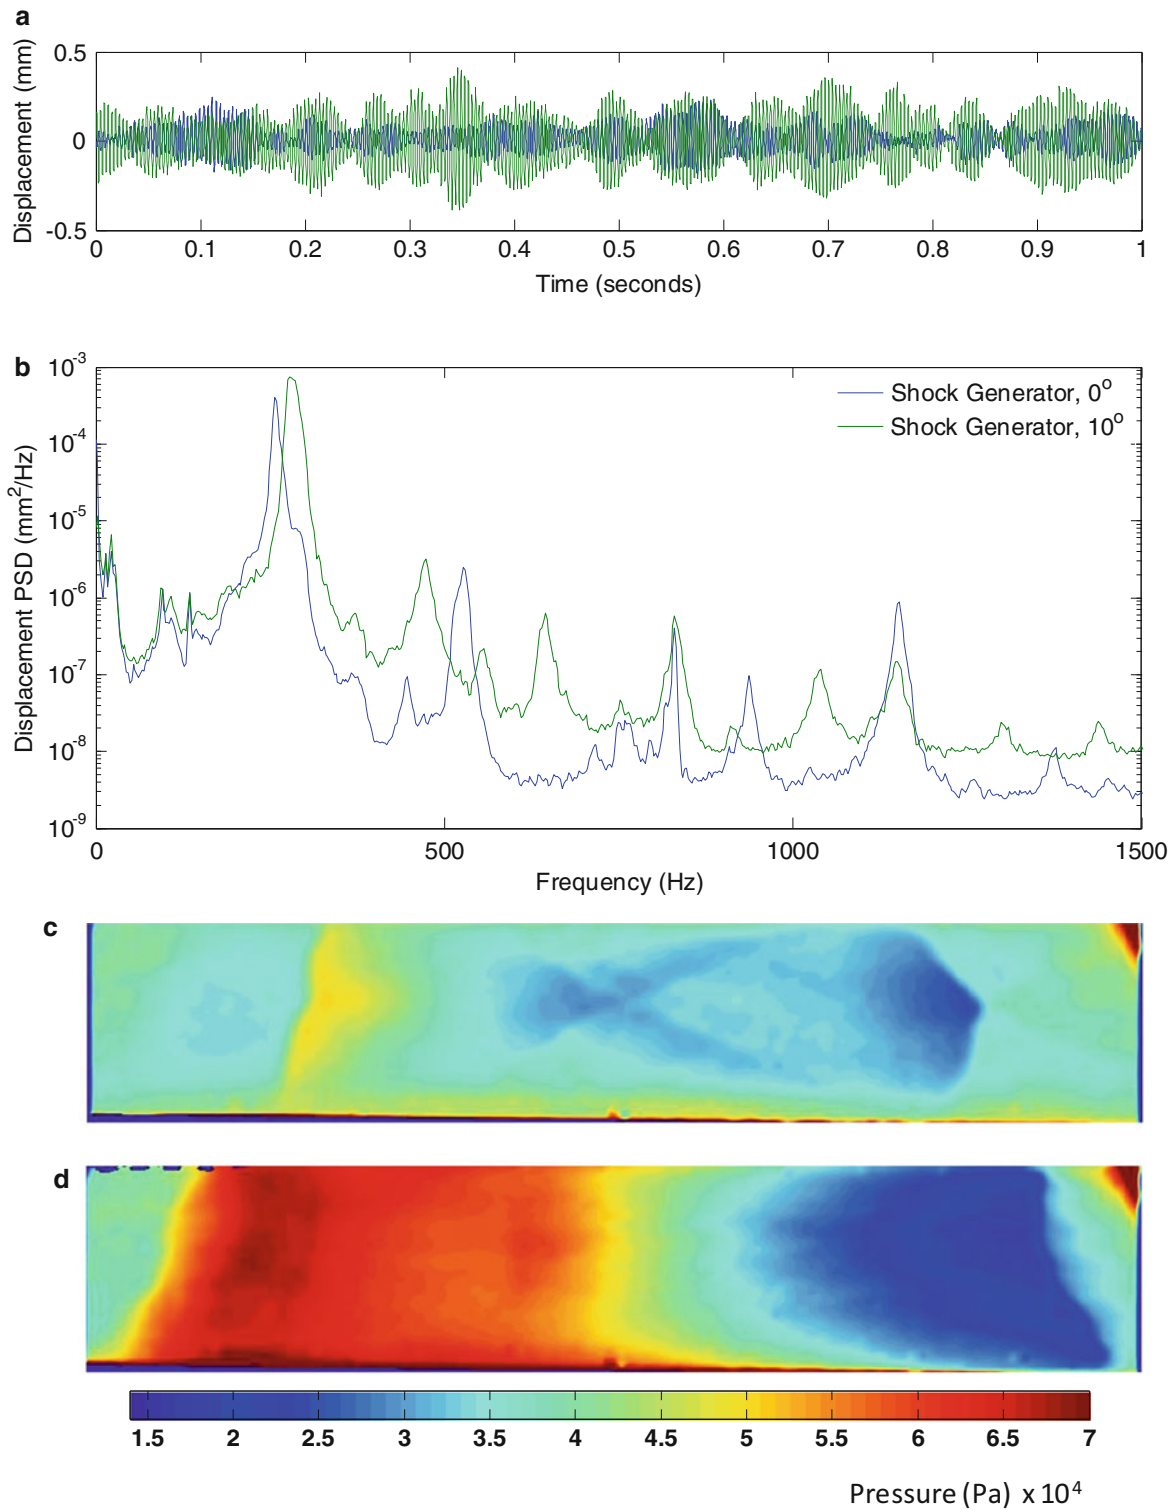 a
0.5
0
-0.5
Displacement (mm)
0 0.1 0.2 0.3 0.4 0.5 0.6 0.7 0.8 0.9 1
Time (seconds)
b
10-3
10-4
10-5
10-6
10-7
10-8
10-9
Displacement PSD (mm2/Hz)
Shock Generator, 0o
Shock Generator, 10o
0 500 1000 1500
Frequency (Hz)
c
d
1.5 2 2.5 3 3.5 4 4.5 5 5.5 6 6.5 7
Pressure (Pa) x 104